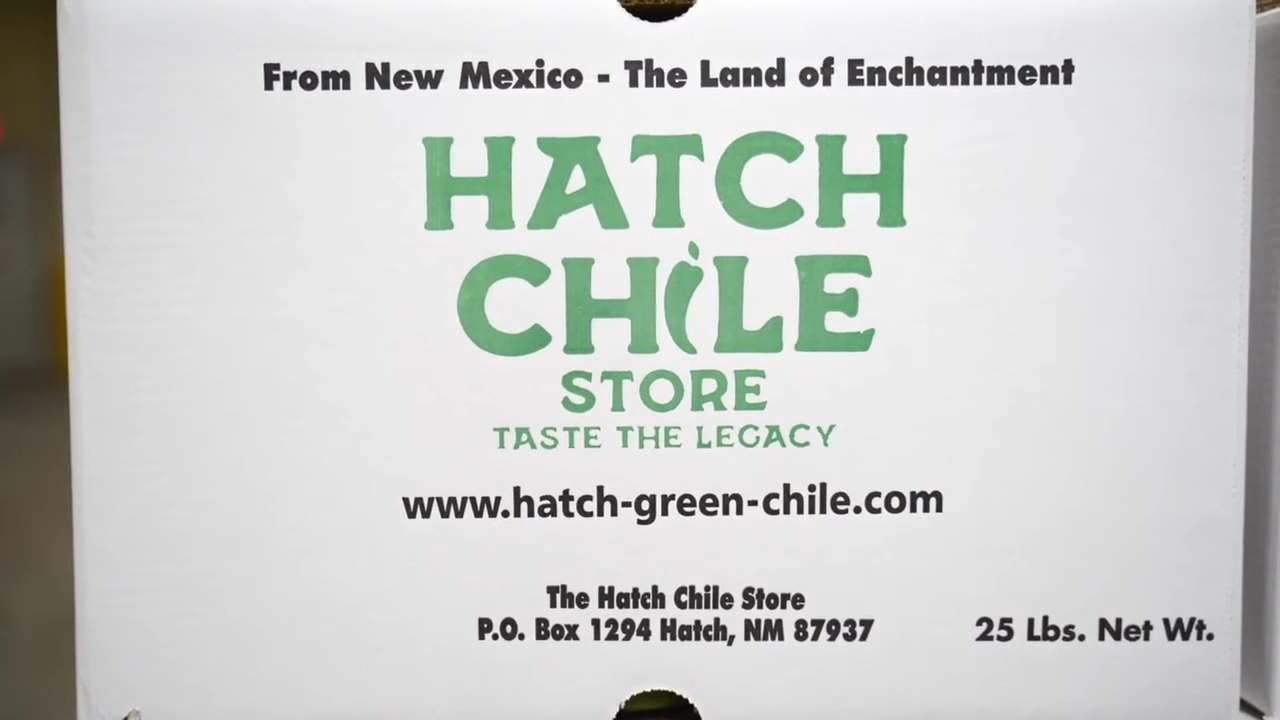 From New Mexico - The Land of Enchantment
HATCH
CHILE
STORE
TASTE THE LEGACY
www.hatch-green-chile.com
The Hatch Chile Store
P.O. Box 1294 Hatch, NM 87937
25 Lbs. Net Wt.